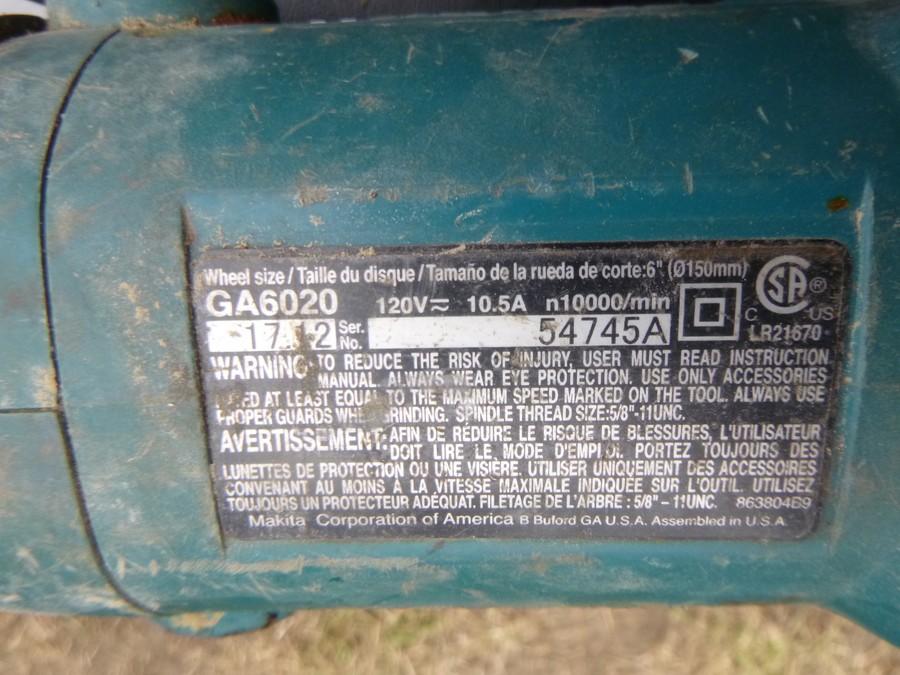 Wheel size / Taille du disque / Tamaño de la rueda de corte:6" (Ø150mm)
GA6020 120V 10.5A n10000/min
SA ®
C US
Ser. No. 54745A LR21670
WARNING: TO REDUCE THE RISK OF INJURY, USER MUST READ INSTRUCTION
MANUAL. ALWAYS WEAR EYE PROTECTION. USE ONLY ACCESSORIES
AT LEAST EQUAL TO THE MAXIMUM SPEED MARKED ON THE TOOL. ALWAYS USE
PROPER GUARDS WHEN GRINDING. SPINDLE THREAD SIZE:5/8"-11UNC.
AVERTISSEMENT: AFIN DE RÉDUIRE LE RISQUE DE BLESSURES, L'UTILISATEUR
DOIT LIRE LE MODE D'EMPLOI. PORTEZ TOUJOURS DES
LUNETTES DE PROTECTION OU UNE VISIÈRE. UTILISER UNIQUEMENT DES ACCESSOIRES
CONVENANT AU MOINS À LA VITESSE MAXIMALE INDIQUÉE SUR L'OUTIL. UTILISEZ
TOUJOURS UN PROTECTEUR ADÉQUAT. FILETAGE DE L'ARBRE : 5/8" – 11UNC. 863804E9
Makita Corporation of America B Buford GA U.S.A. Assembled in U.S.A.